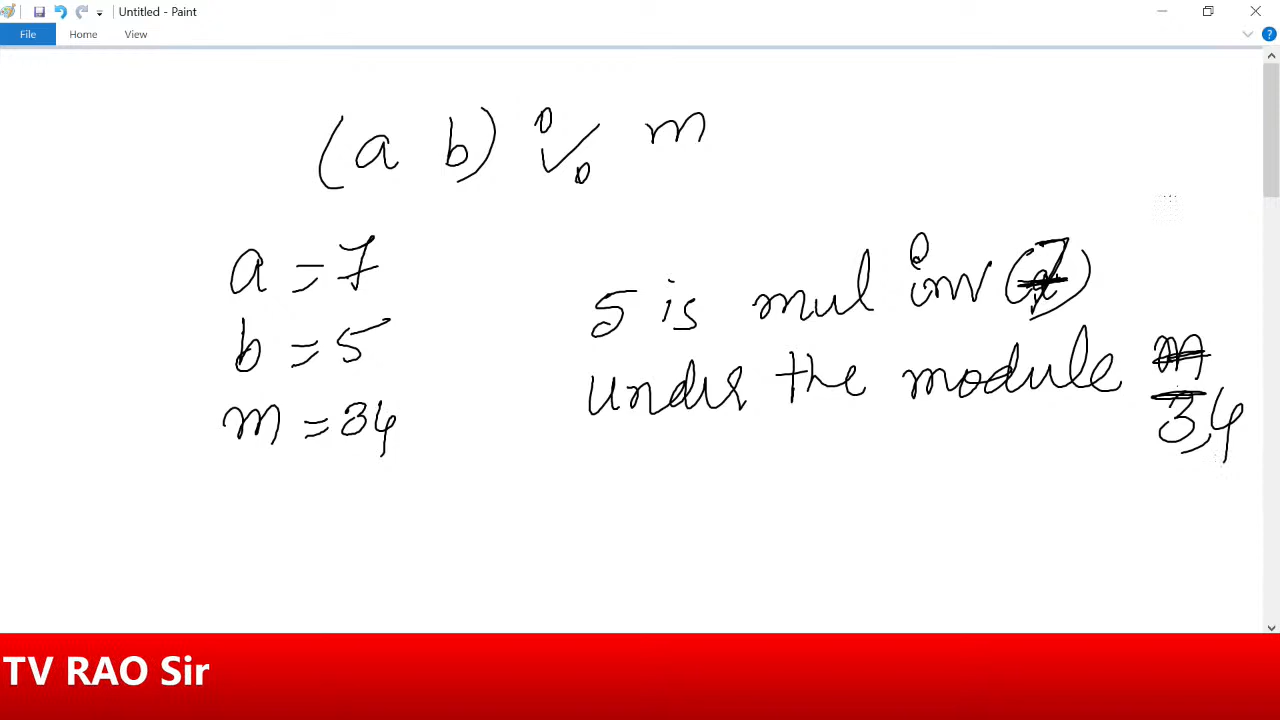 Untitled - Paint
File Home View
(a b) % m
a = 7
b = 5
m = 34
5 is mul inv (7)
under the module m
34
TV RAO Sir